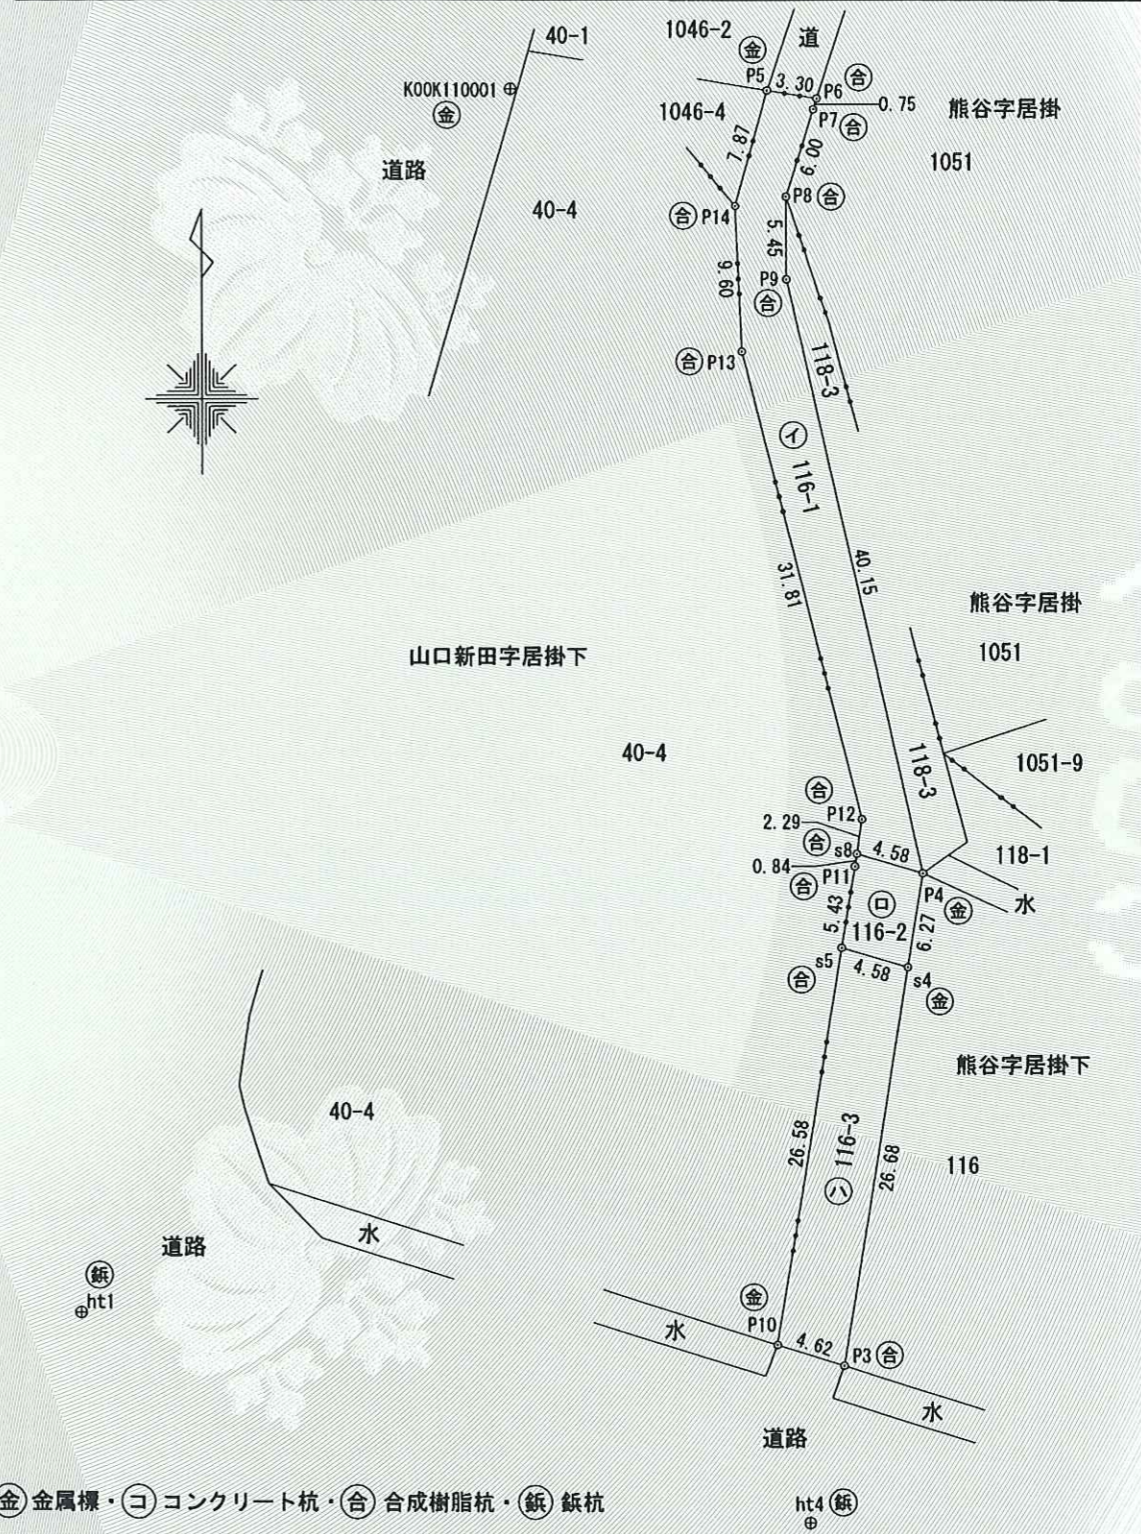 1046-2
金
道
40-1
P5
3.30
P6
合
K00K110001
金
1046-4
0.75
P7
合
熊谷字居掛
7.87
6.00
道路
1051
40-4
合 P14
P8 合
5.45
9.60
P9
合
合 P13
118-3
イ
116-1
31.81
40.15
熊谷字居掛
1051
山口新田字居掛下
40-4
118-3
1051-9
合
P12
2.29
合
s8
4.58
118-1
0.84
P11
合
P4
金
水
ロ
5.43
116-2
6.27
s5
4.58
s4
合
金
熊谷字居掛下
40-4
26.58
116-3
26.68
116
ハ
水
道路
鋲
ht1
金
P10
水
4.62
P3 合
水
道路
金 金属標・コ コンクリート杭・合 合成樹脂杭・鋲 鋲杭
ht4 鋲